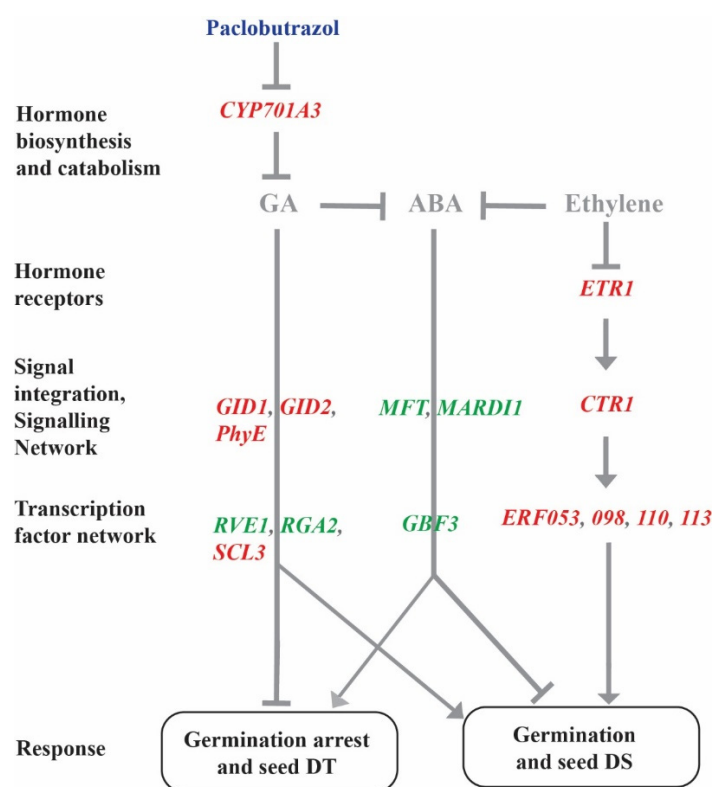 Paclobutrazol
Hormone
biosynthesis
and catabolism
CYP701A3
GA
ABA
Ethylene
Hormone
receptors
ETR1
Signal
integration,
Signalling
Network
GID1, GID2,
PhyE
MFT, MARDI1
CTR1
Transcription
factor network
RVE1, RGA2,
SCL3
GBF3
ERF053, 098, 110, 113
Response
Germination arrest
and seed DT
Germination
and seed DS